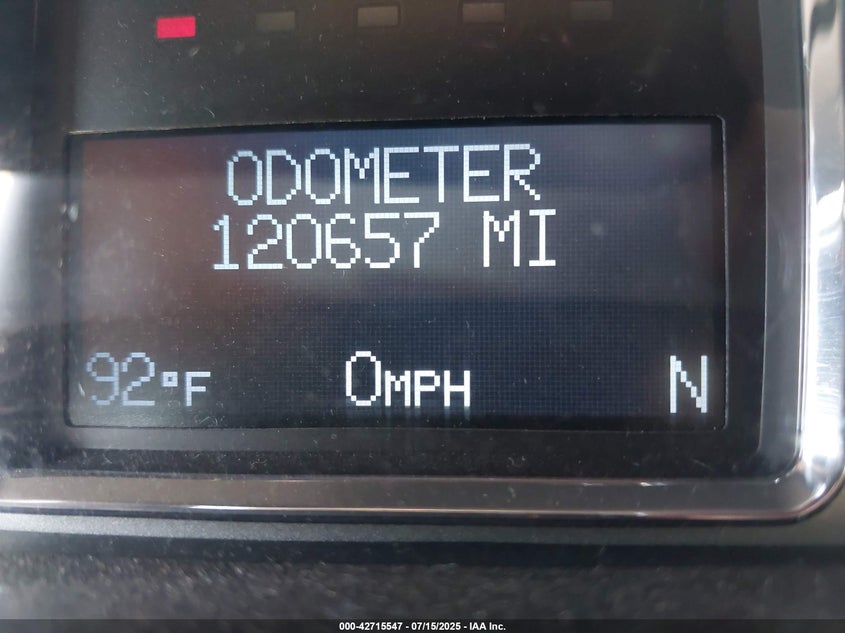 ODOMETER
120657 MI
92°F 0MPH N
000-42715547 - 07/15/2025 - IAA Inc.